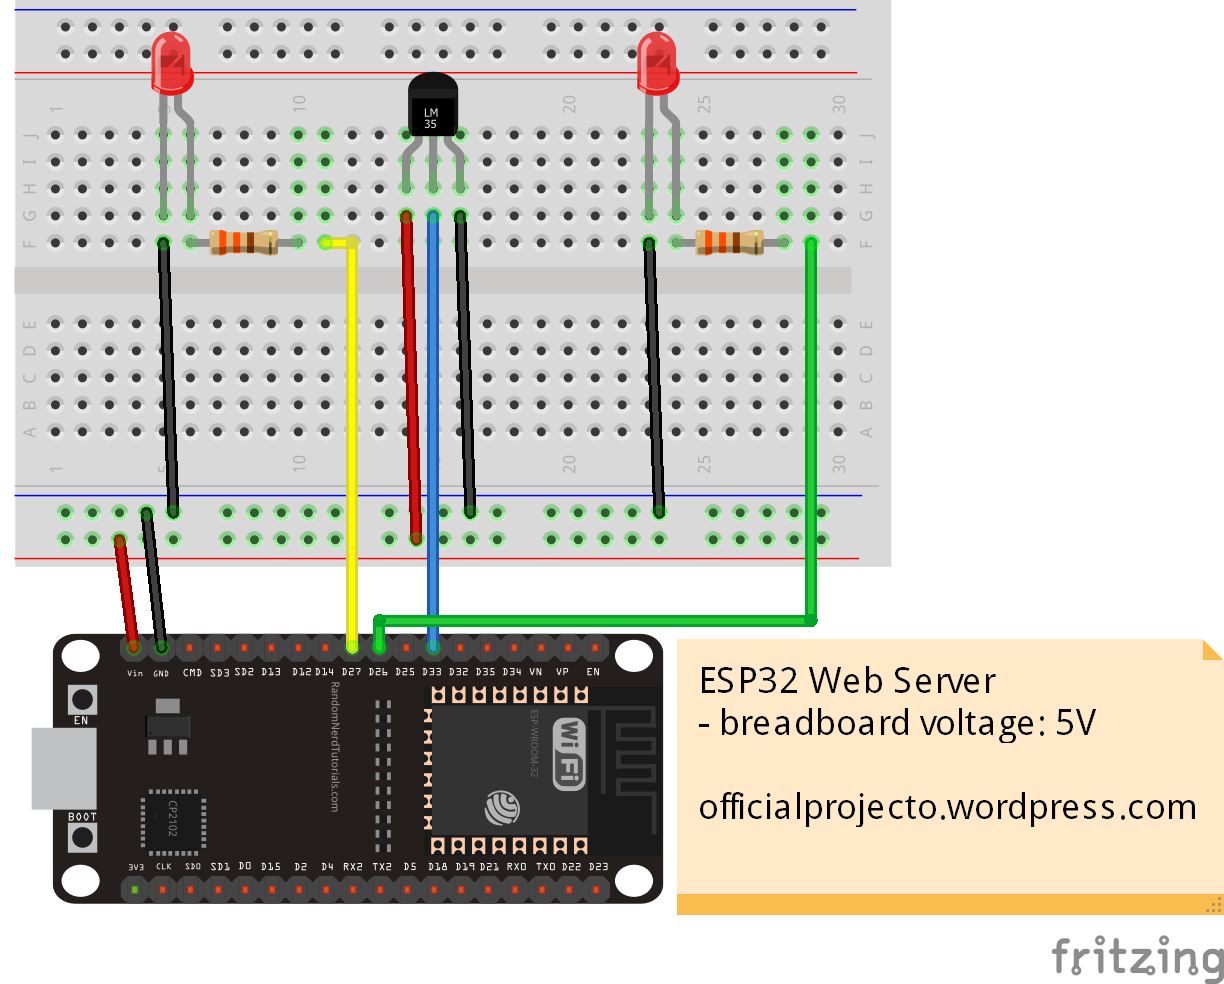 1 5 10 20 25 30
J J
I I
H H
G G
F F
E E
D D
C C
B B
A A
1 5 10 20 25 30
LM
35
Vin GND CMD SD3 SD2 D13 D12 D14 D27 D26 D25 D33 D32 D35 D34 VN VP EN
EN
RandomNerdTutorials.com
ESP-WROOM-32
WiFi
BOOT
CP2102
3V3 CLK SD0 SD1 D0 D15 D2 D4 RX2 TX2 D5 D18 D19 D21 RX0 TX0 D22 D23
ESP32 Web Server
- breadboard voltage: 5V
officialprojecto.wordpress.com
fritzing